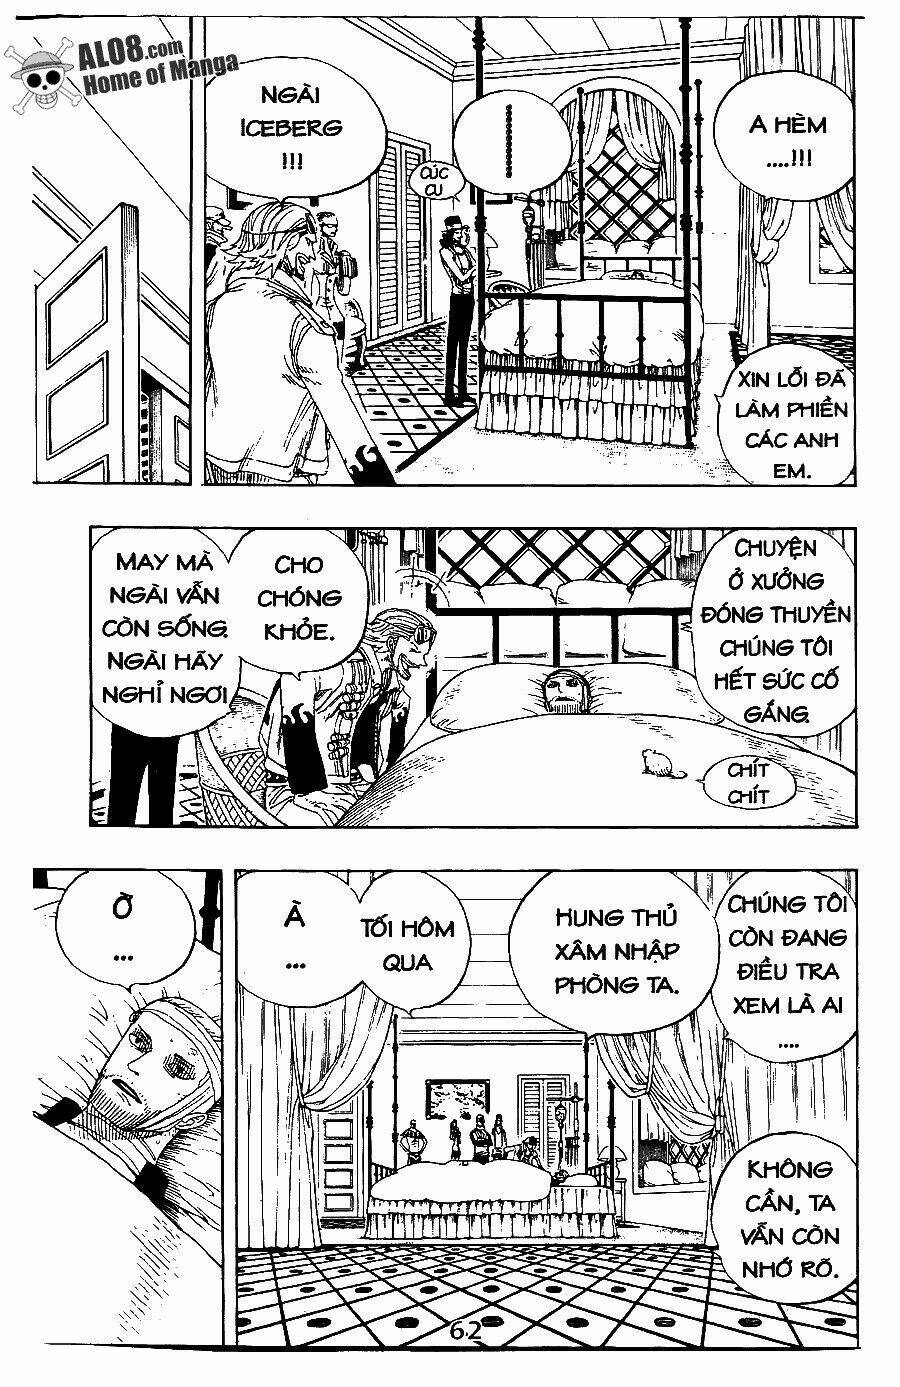 ALO8.com
Home of Manga
A HÈM
....!!!
XIN LỖI ĐÃ
LÀM PHIỀN
CÁC ANH
EM.
CÚC
CU
NGÀI
ICEBERG
!!!
CHUYỆN
Ở XƯỞNG
ĐÓNG THUYỀN
CHÚNG TÔI
HẾT SỨC CỐ
GẮNG.
CHÍT
CHÍT
CHO
CHÓNG
KHỎE.
MAY MÀ
NGÀI VẪN
CÒN SỐNG.
NGÀI HÃY
NGHỈ NGƠI
CHÚNG TÔI
CÒN ĐANG
ĐIỀU TRA
XEM LÀ AI
....
KHÔNG
CẦN, TA
VẪN CÒN
NHỚ RÕ.
HUNG THỦ
XÂM NHẬP
PHÒNG TA.
TỐI HÔM
QUA
À
...
Ờ
...
62